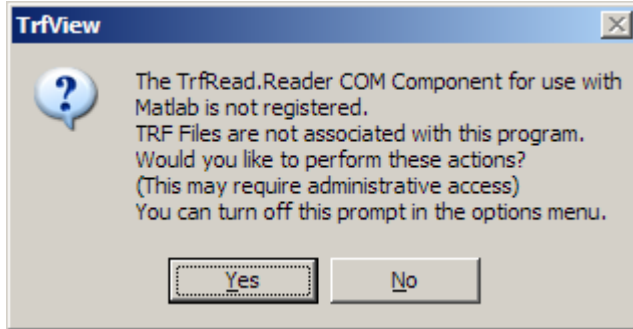 TrfView
The TrfRead.Reader COM Component for use with
Matlab is not registered.
TRF Files are not associated with this program.
Would you like to perform these actions?
(This may require administrative access)
You can turn off this prompt in the options menu.
Yes
No